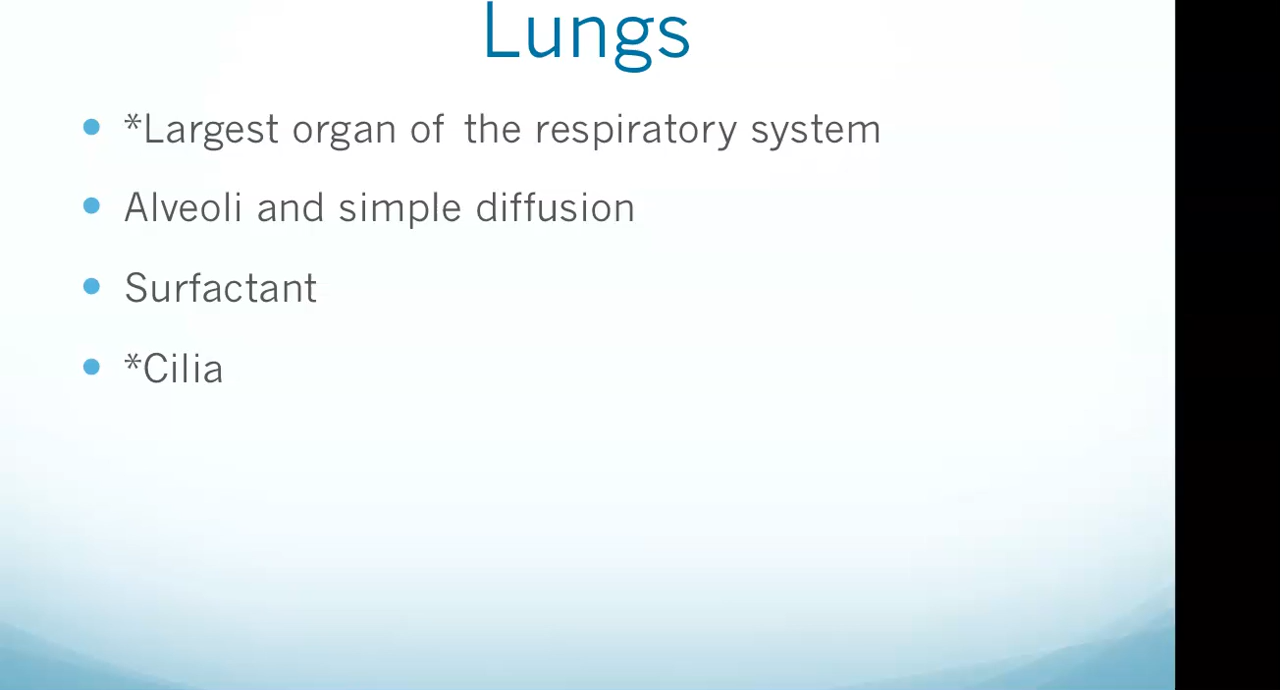 Lungs
*Largest organ of the respiratory system
Alveoli and simple diffusion
Surfactant
*Cilia